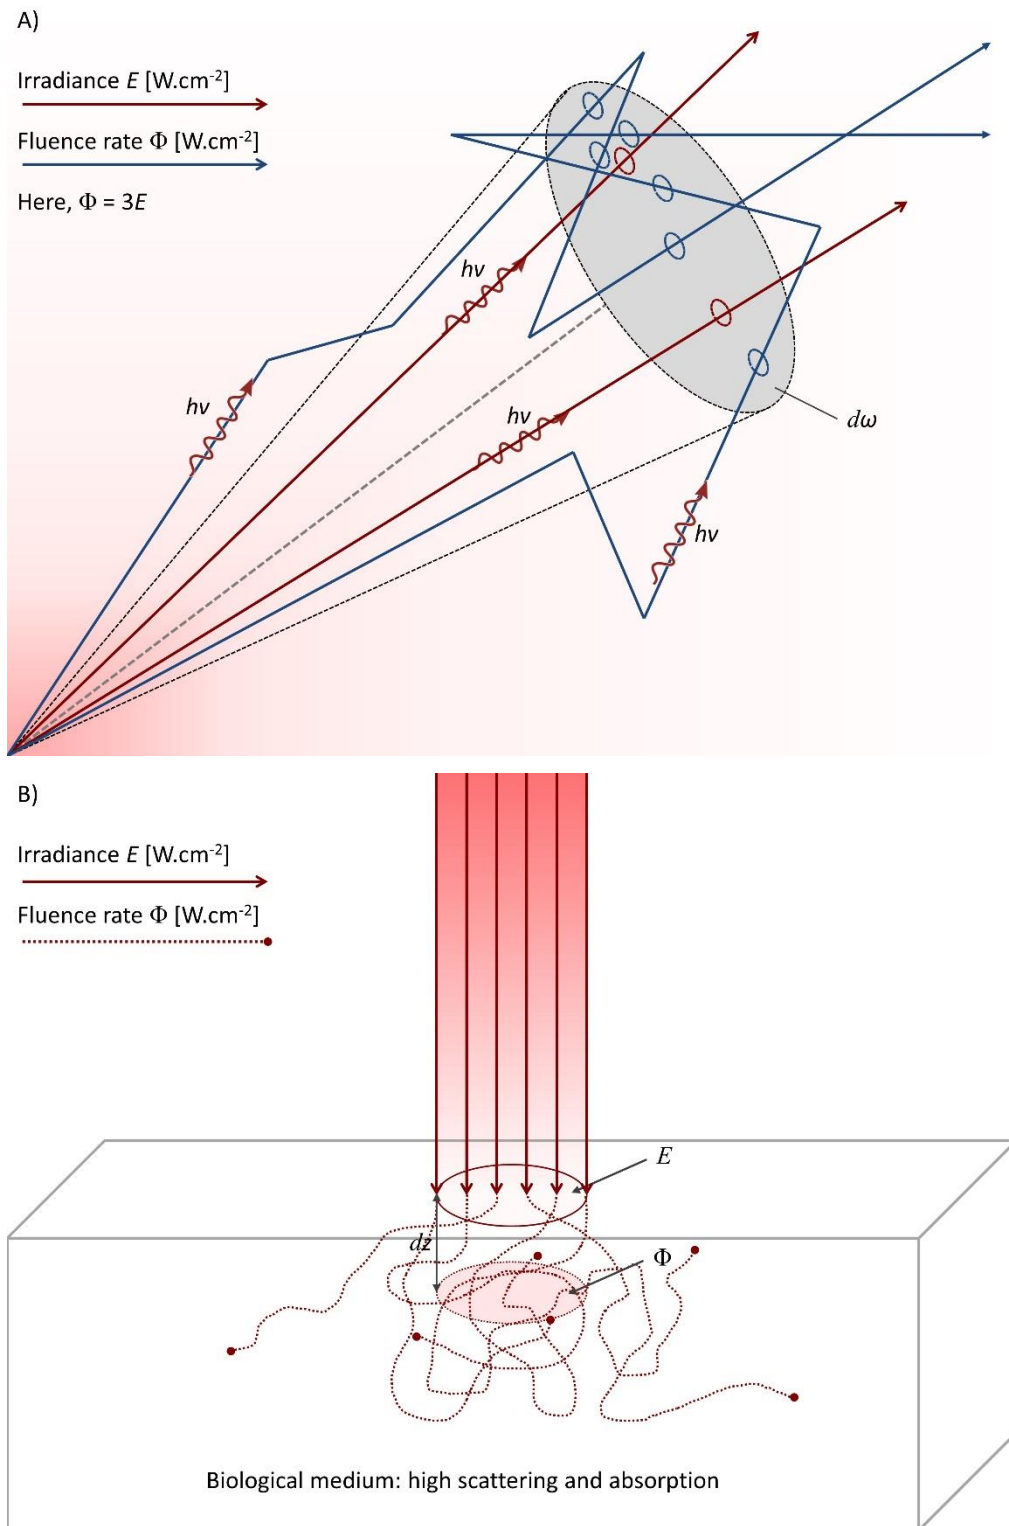 A)
Irradiance E [W.cm⁻²]
Fluence rate Φ [W.cm⁻²]
Here, Φ = 3E
hν
hν
hν
hν
dω
B)
Irradiance E [W.cm⁻²]
Fluence rate Φ [W.cm⁻²]
E
dz
Φ
Biological medium: high scattering and absorption